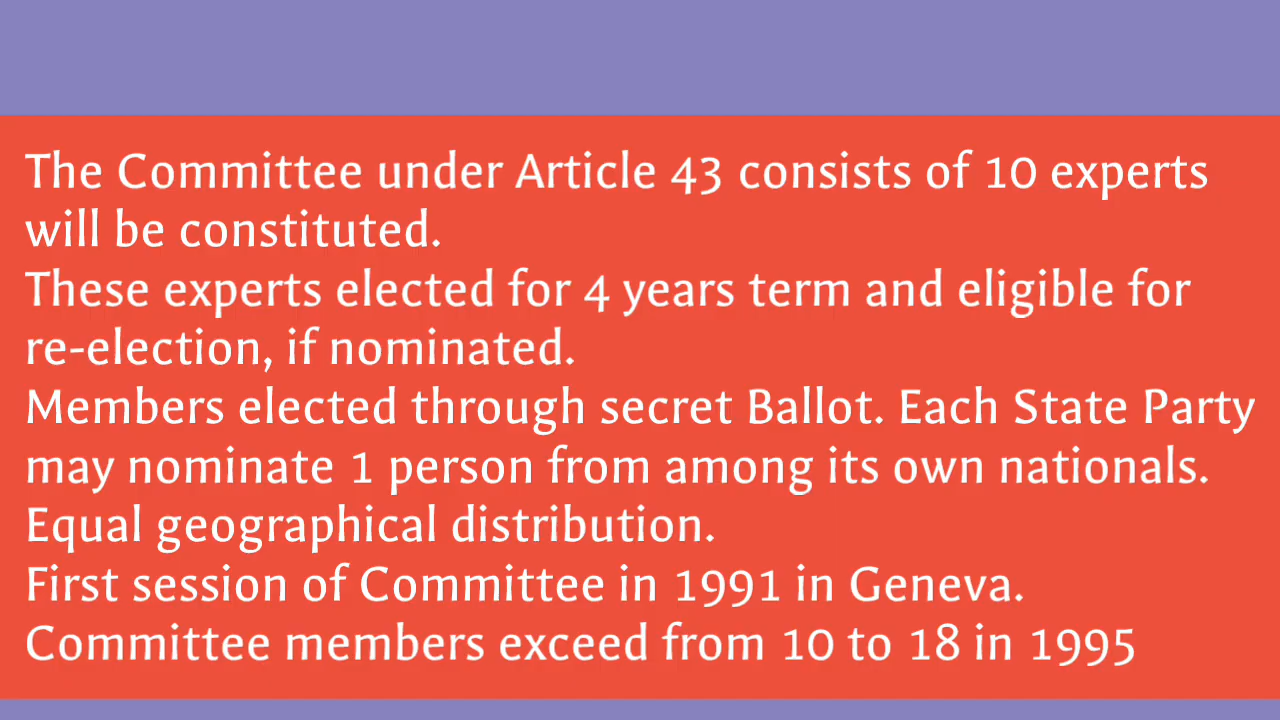 The Committee under Article 43 consists of 10 experts
will be constituted.
These experts elected for 4 years term and eligible for
re-election, if nominated.
Members elected through secret Ballot. Each State Party
may nominate 1 person from among its own nationals.
Equal geographical distribution.
First session of Committee in 1991 in Geneva.
Committee members exceed from 10 to 18 in 1995